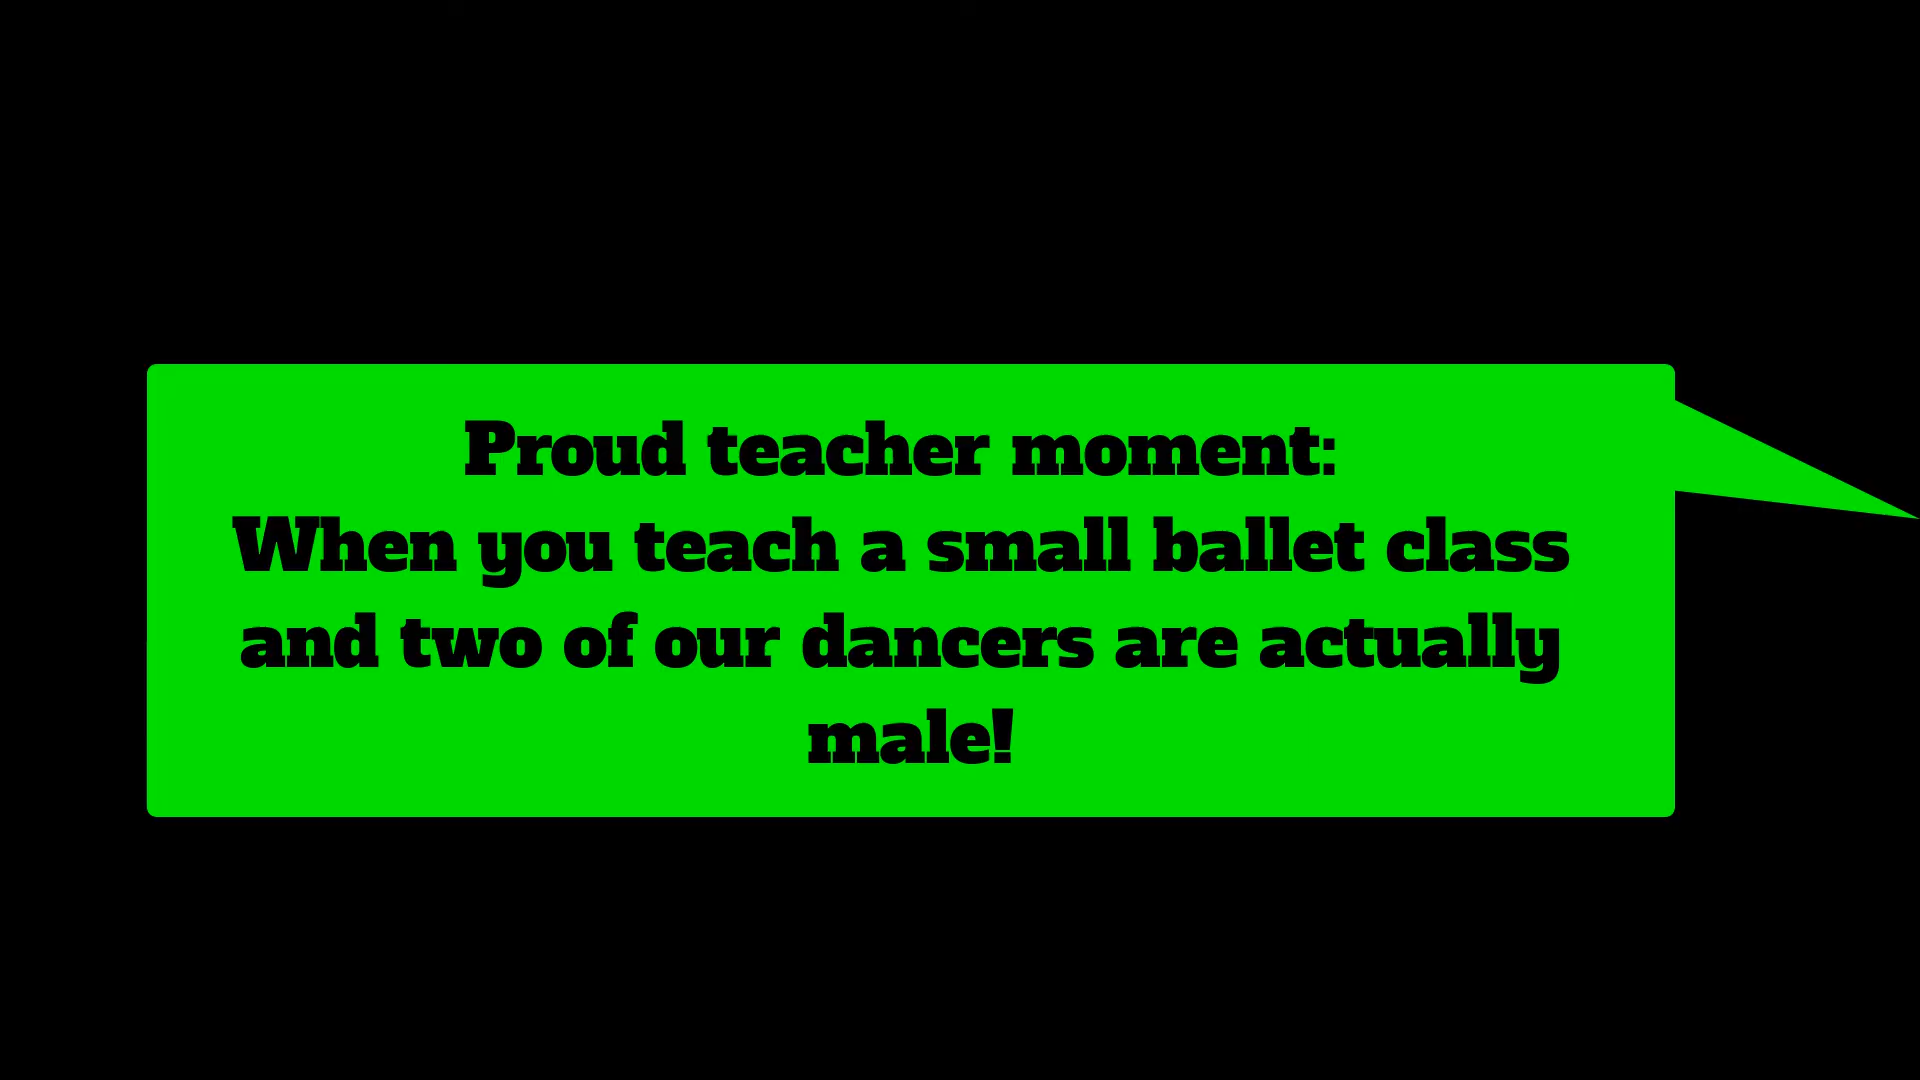 Proud teacher moment:
When you teach a small ballet class
and two of our dancers are actually
male!